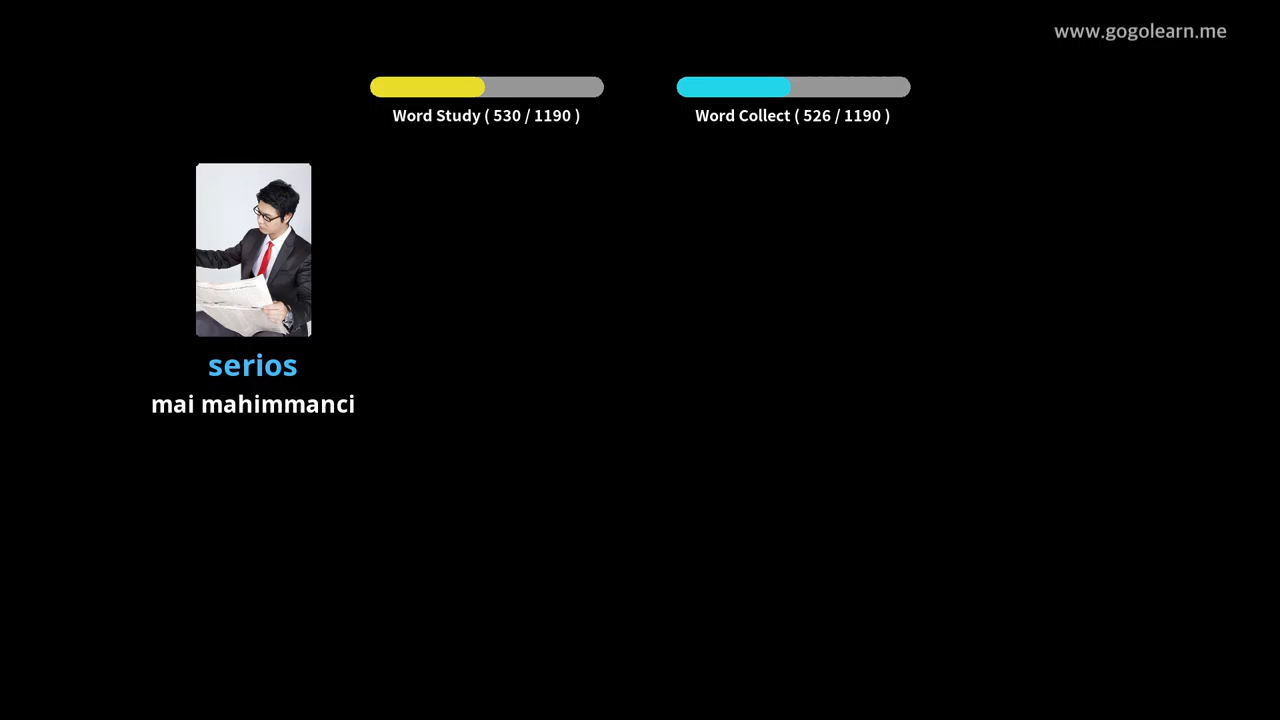 www.gogolearn.me
Word Study ( 530 / 1190 )
Word Collect ( 526 / 1190 )
serios
mai mahimmanci